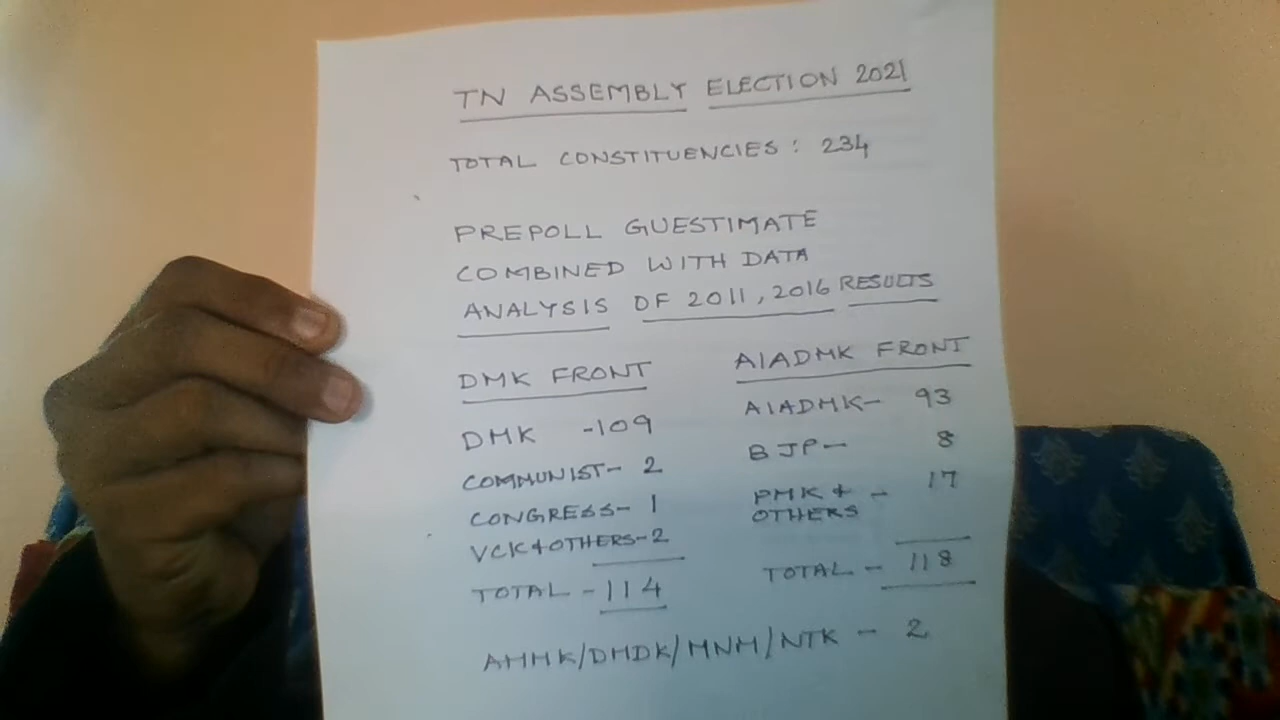 TN ASSEMBLY ELECTION 2021
TOTAL CONSTITUENCIES : 234
PREPOLL GUESTIMATE
COMBINED WITH DATA
ANALYSIS OF 2011, 2016 RESULTS
DMK FRONT
DMK -109
COMMUNIST- 2
CONGRESS- 1
VCK+OTHERS-2
TOTAL - 114
AIADMK FRONT
AIADMK- 93
BJP- 8
PMK + - 17
OTHERS
TOTAL - 118
AMMK/DMDK/MNM/NTK - 2